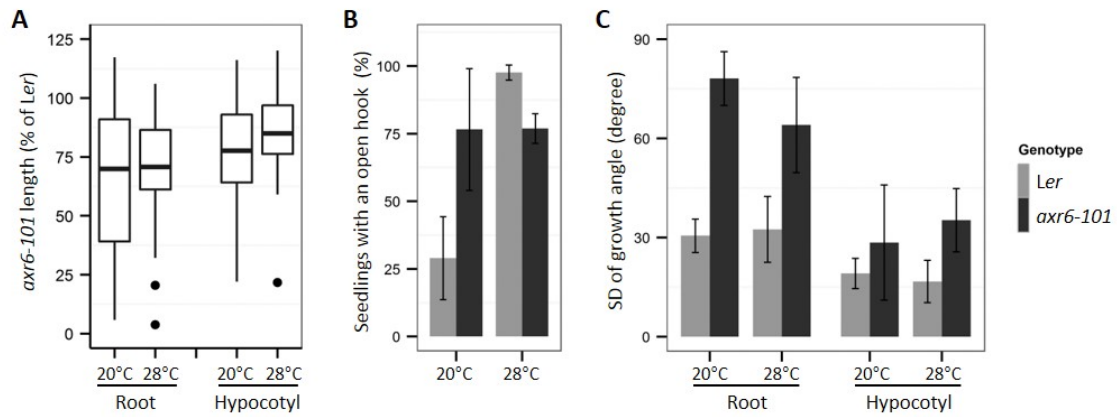 A
axr6-101 length (% of Ler)
125
100
75
50
25
0
20°C 28°C 20°C 28°C
Root Hypocotyl
B
Seedlings with an open hook (%)
100
75
50
25
0
20°C 28°C
C
SD of growth angle (degree)
90
60
30
0
20°C 28°C 20°C 28°C
Root Hypocotyl
Genotype
Ler
axr6-101